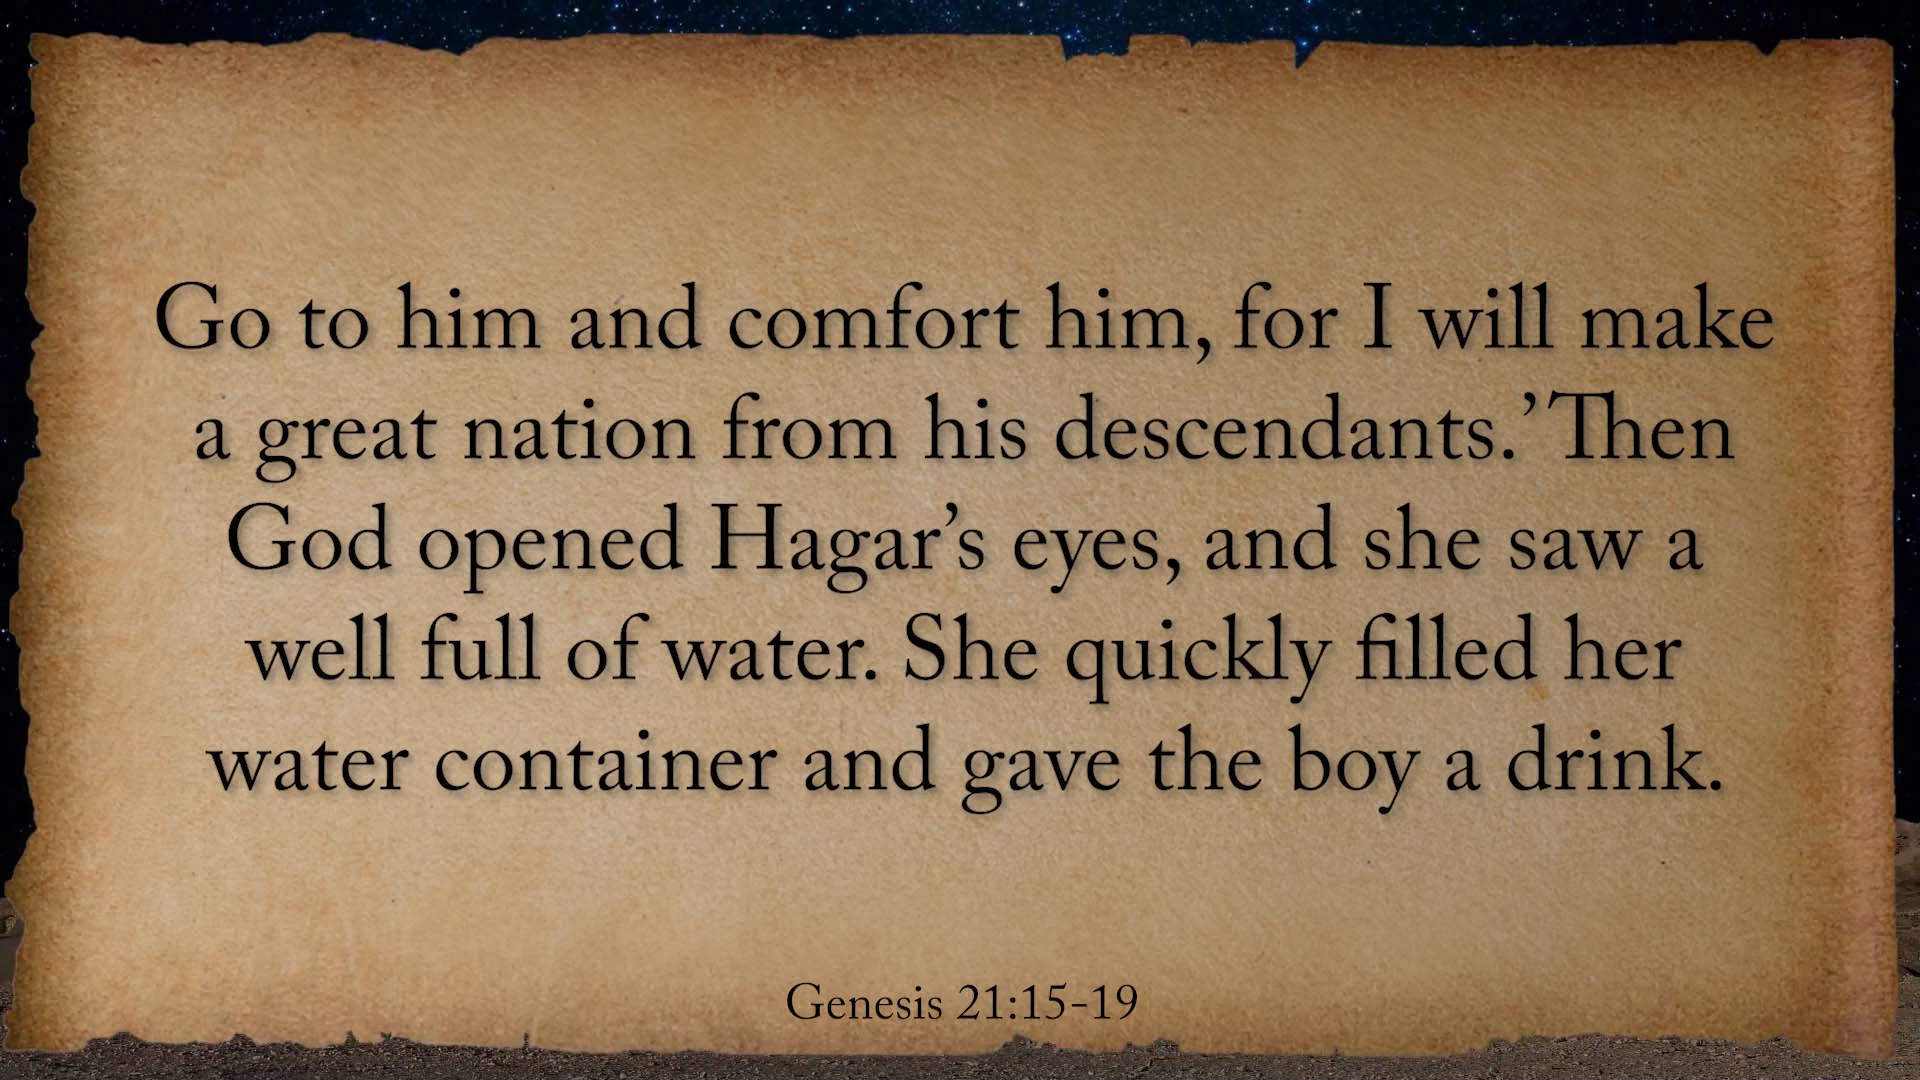 Go to him and comfort him, for I will make
a great nation from his descendants.’ Then
God opened Hagar’s eyes, and she saw a
well full of water. She quickly filled her
water container and gave the boy a drink.
Genesis 21:15-19